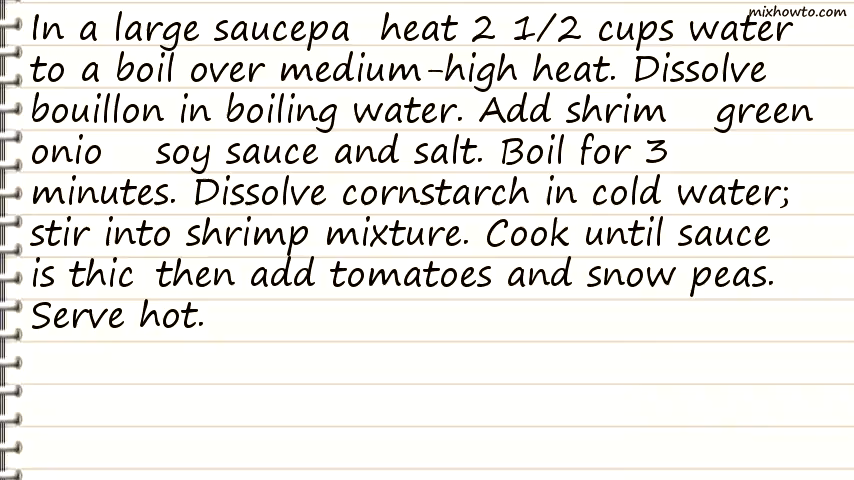 mixhowto.com
In a large saucepa heat 2 1/2 cups water
to a boil over medium-high heat. Dissolve
bouillon in boiling water. Add shrim green
onio soy sauce and salt. Boil for 3
minutes. Dissolve cornstarch in cold water;
stir into shrimp mixture. Cook until sauce
is thic then add tomatoes and snow peas.
Serve hot.